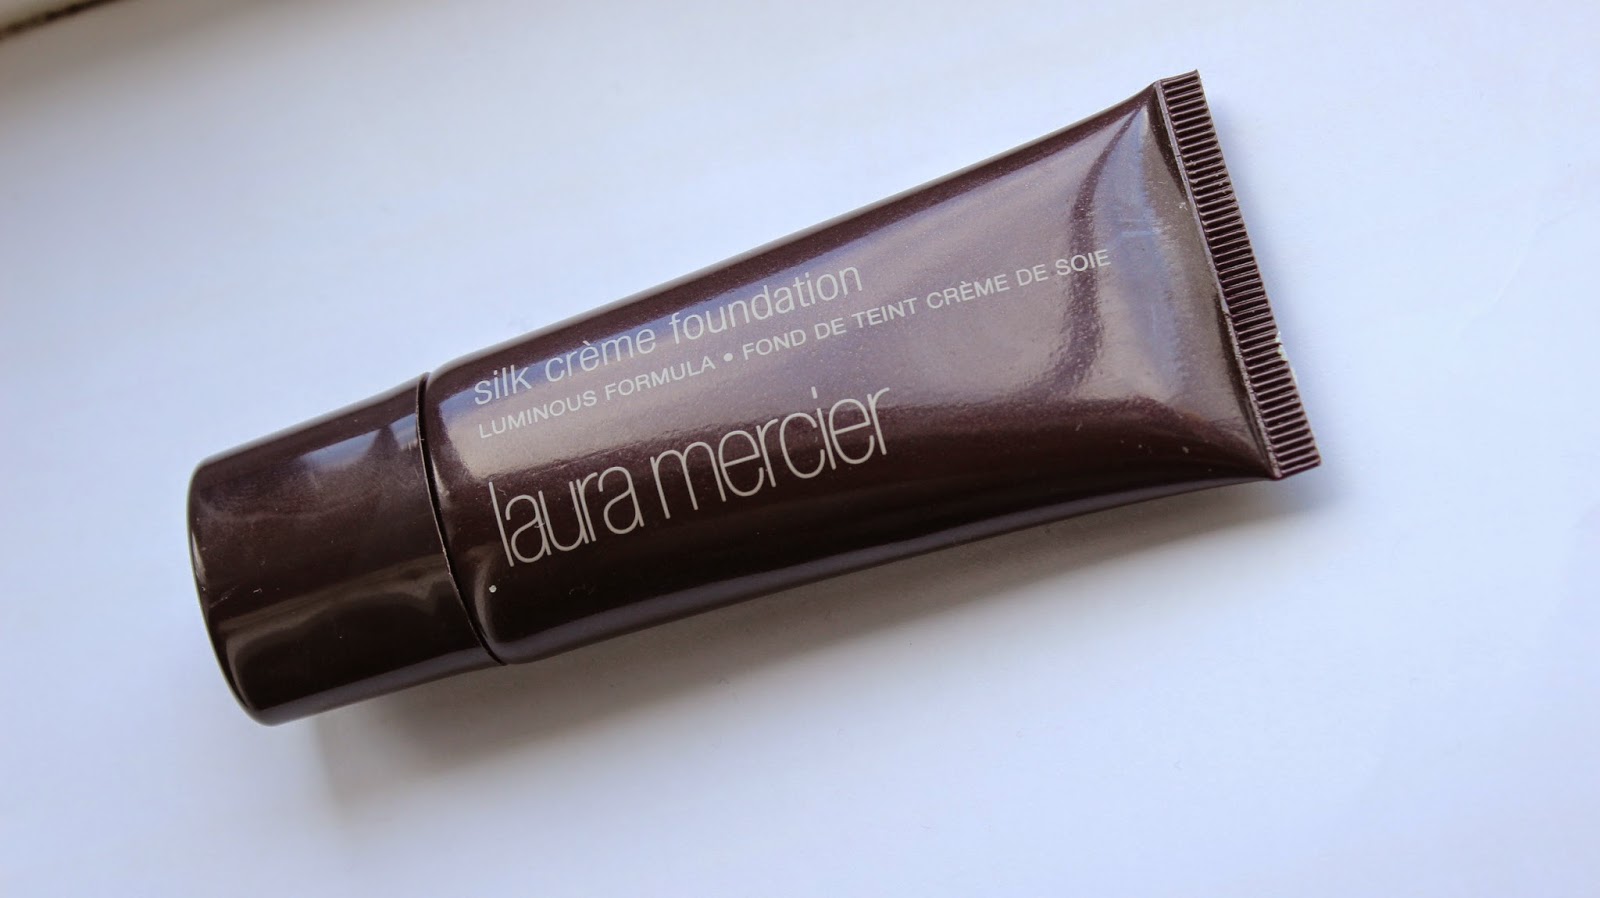 silk crème foundation
LUMINOUS FORMULA • FOND DE TEINT CRÈME DE SOIE
laura mercier